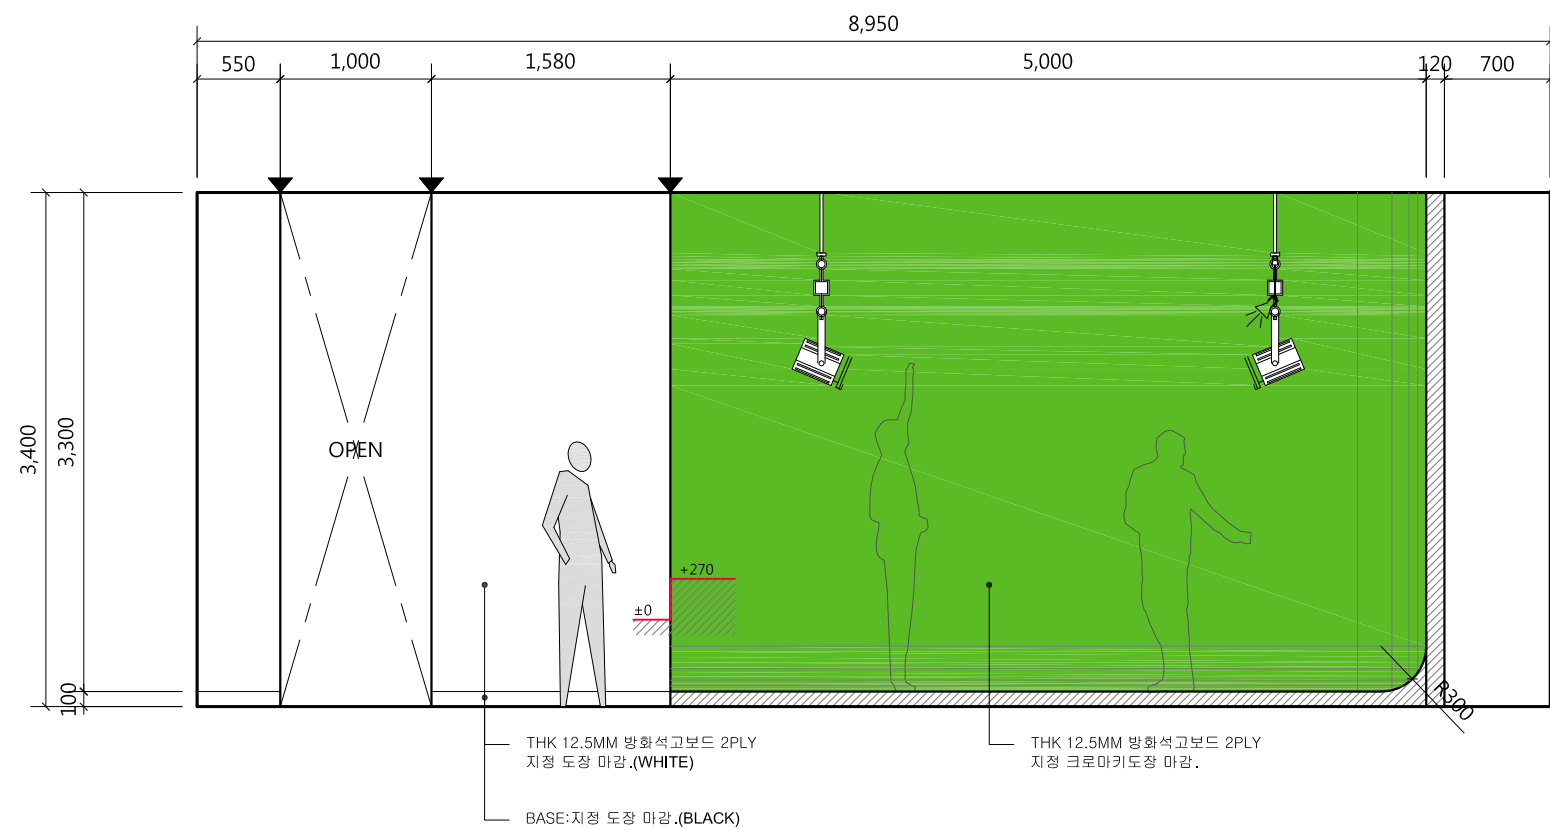 8,950
550
1,000
1,580
5,000
120
700
3,400
3,300
100
OPEN
+270
±0
R300
THK 12.5MM 방화석고보드 2PLY
지정 도장 마감.(WHITE)
BASE:지정 도장 마감.(BLACK)
THK 12.5MM 방화석고보드 2PLY
지정 크로마키도장 마감.